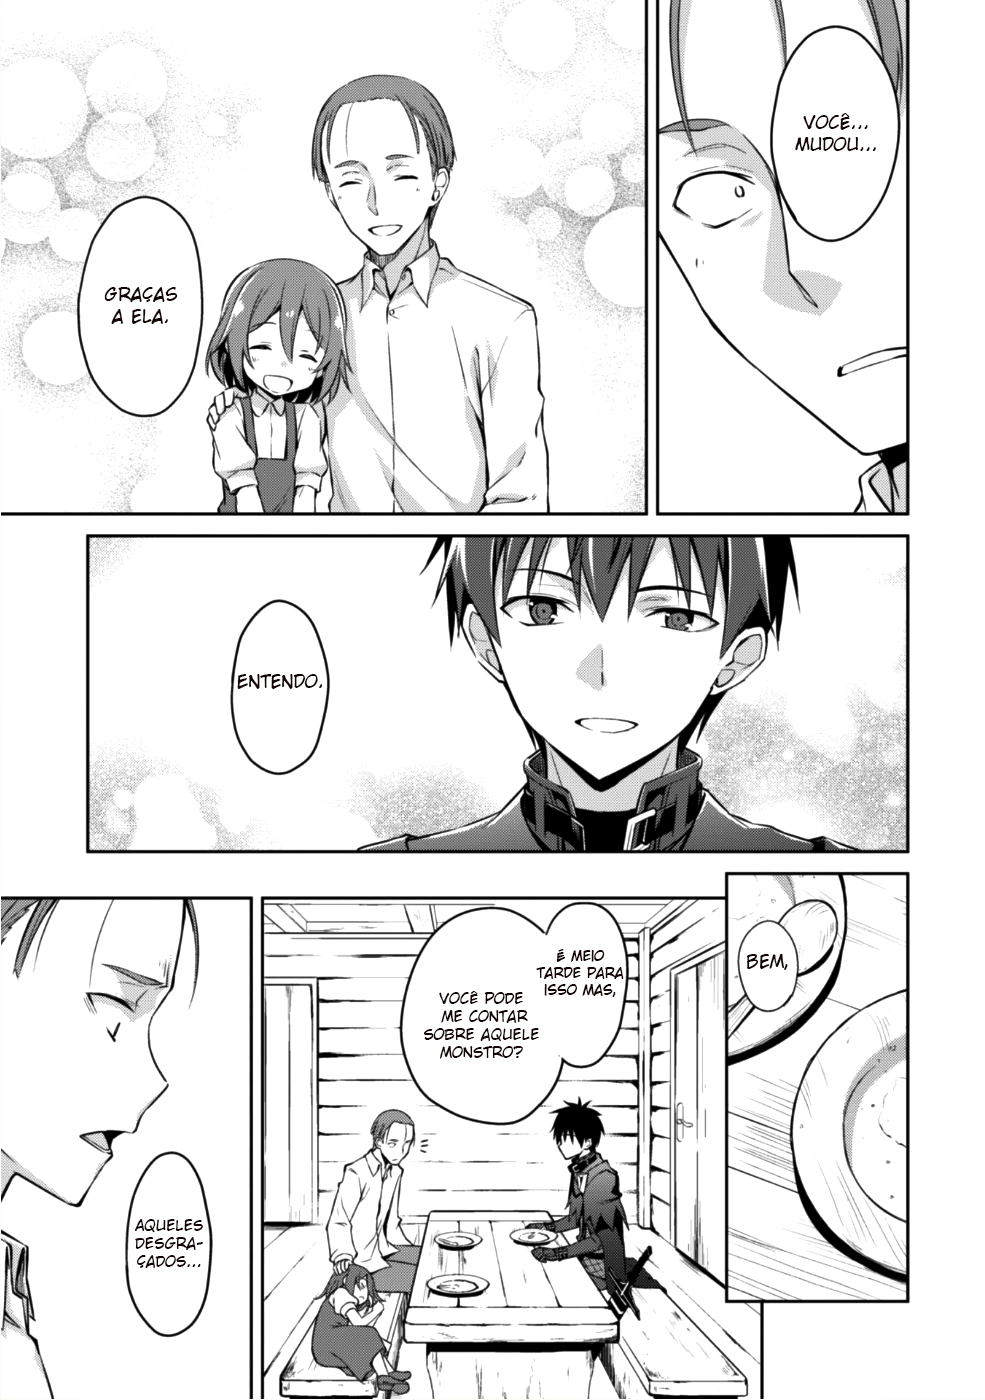 VOCÊ...
MUDOU...
GRAÇAS
A ELA.
ENTENDO.
BEM,
É MEIO
TARDE PARA
ISSO MAS,
VOCÊ PODE
ME CONTAR
SOBRE AQUELE
MONSTRO?
AQUELES
DESGRA-
ÇADOS...